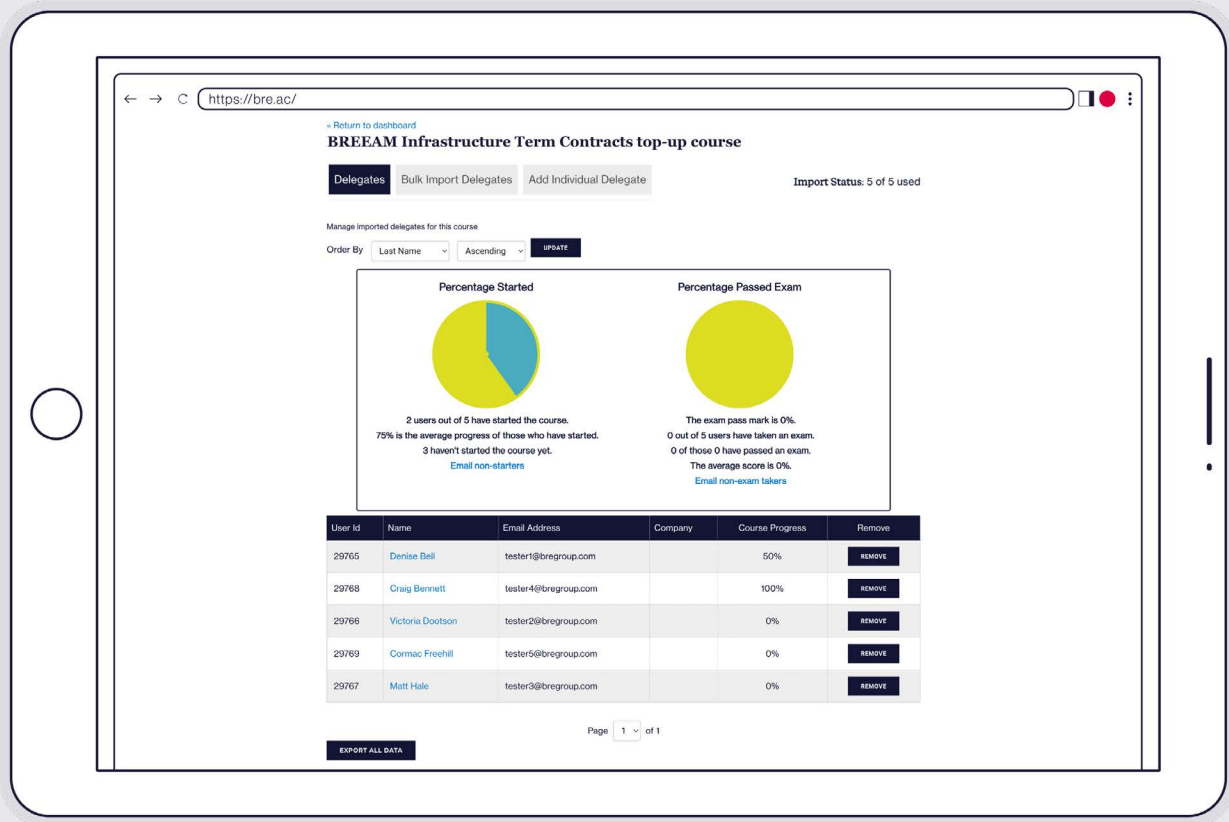 https://bre.ac/
« Return to dashboard
BREEAM Infrastructure Term Contracts top-up course
Delegates Bulk Import Delegates Add Individual Delegate Import Status: 5 of 5 used
Manage imported delegates for this course
Order By Last Name Ascending UPDATE
Percentage Started
2 users out of 5 have started the course.
75% is the average progress of those who have started.
3 haven't started the course yet.
Email non-starters
Percentage Passed Exam
The exam pass mark is 0%.
0 out of 5 users have taken an exam.
0 of those 0 have passed an exam.
The average score is 0%.
Email non-exam takers
User Id Name Email Address Company Course Progress Remove
29765 Denise Bell tester1@bregroup.com 50% REMOVE
29768 Craig Bennett tester4@bregroup.com 100% REMOVE
29766 Victoria Dootson tester2@bregroup.com 0% REMOVE
29769 Cormac Freehill tester5@bregroup.com 0% REMOVE
29767 Matt Hale tester3@bregroup.com 0% REMOVE
Page 1 of 1
EXPORT ALL DATA